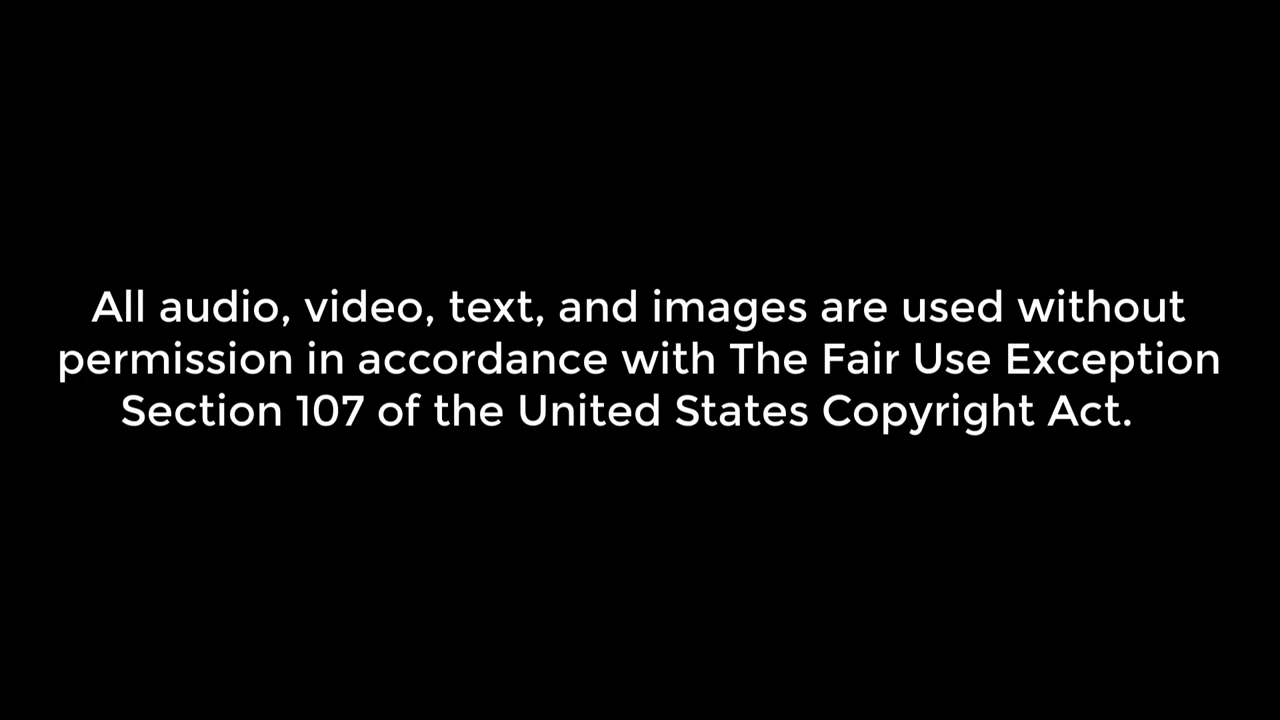 All audio, video, text, and images are used without
permission in accordance with The Fair Use Exception
Section 107 of the United States Copyright Act.